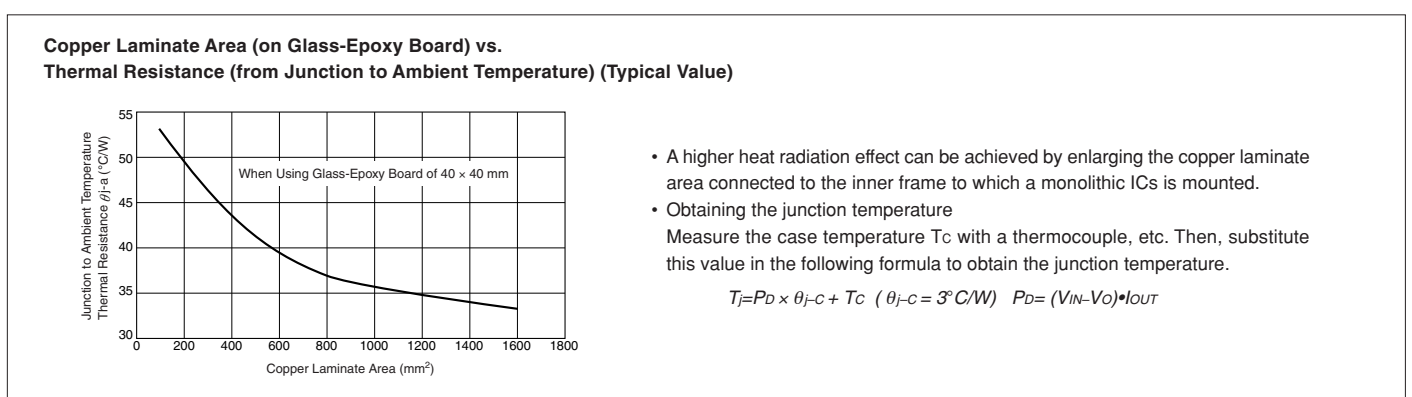 Copper Laminate Area (on Glass-Epoxy Board) vs.
Thermal Resistance (from Junction to Ambient Temperature) (Typical Value)
Junction to Ambient Temperature
Thermal Resistance θj-a (°C/W)
55
50
45
40
35
30
When Using Glass-Epoxy Board of 40 × 40 mm
0 200 400 600 800 1000 1200 1400 1600 1800
Copper Laminate Area (mm²)
• A higher heat radiation effect can be achieved by enlarging the copper laminate
area connected to the inner frame to which a monolithic ICs is mounted.
• Obtaining the junction temperature
Measure the case temperature TC with a thermocouple, etc. Then, substitute
this value in the following formula to obtain the junction temperature.
Tj=PD × θj–C + TC ( θj–C = 3°C/W) PD= (VIN–VO)•IOUT